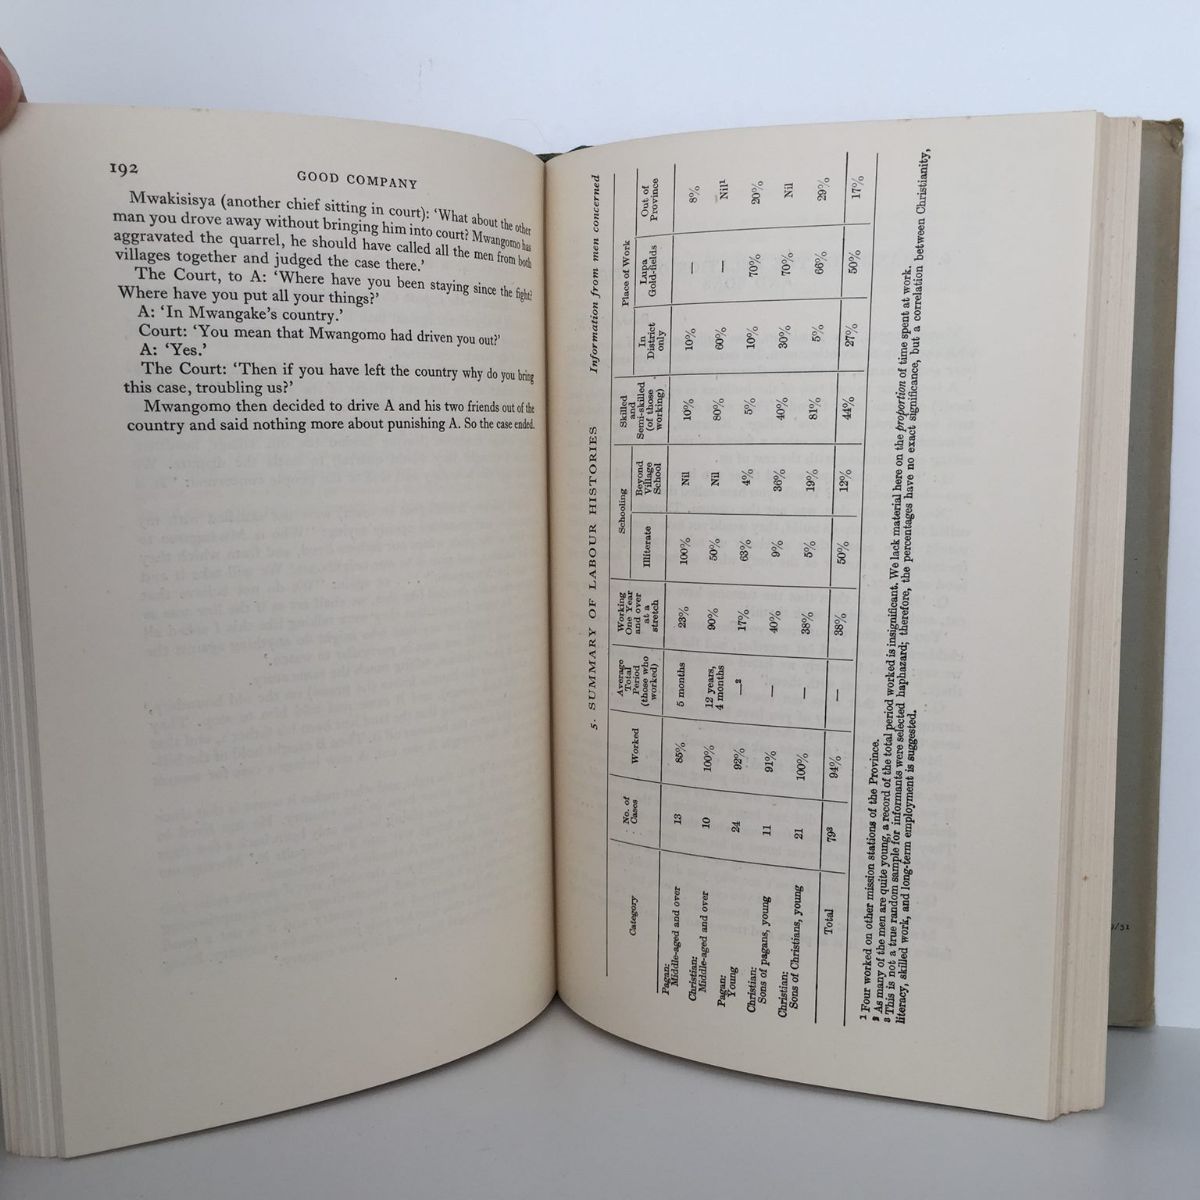 192
GOOD COMPANY
Mwakisisya (another chief sitting in court): ‘What about the other
man you drove away without bringing him into court? Mwangomo has
aggravated the quarrel, he should have called all the men from both
villages together and judged the case there.’
The Court, to A: ‘Where have you been staying since the fight?
Where have you put all your things?’
A: ‘In Mwangake’s country.’
Court: ‘You mean that Mwangomo had driven you out?’
A: ‘Yes.’
The Court: ‘Then if you have left the country why do you bring
this case, troubling us?’
Mwangomo then decided to drive A and his two friends out of the
country and said nothing more about punishing A. So the case ended.
5. SUMMARY OF LABOUR HISTORIES
Information from men concerned
Category
No. of Cases
Worked
Average Total Period (those who worked)
Working One Year and over at a stretch
Schooling
Illiterate
Beyond Village School
Skilled and Semi-skilled (of those working)
Place of Work
In District only
Lupa Gold-fields
Out of Province
Pagan:
Middle-aged and over 13 85% 5 months 23% 100% Nil 10% 10% — 8%
Christian:
Middle-aged and over 10 100% 12 years, 4 months 90% 50% Nil 80% 60% — Nil¹
Pagan:
Young 24 92% —² 17% 63% 4% 5% 10% 70% 20%
Christian:
Sons of pagans, young 11 91% — 40% 9% 36% 40% 30% 70% Nil
Christian:
Sons of Christians, young 21 100% — 38% 5% 19% 81% 5% 66% 29%
Total 79³ 94% — 38% 50% 12% 44% 27% 50% 17%
¹ Four worked on other mission stations of the Province.
² As many of the men are quite young, a record of the total period worked is insignificant. We lack material here on the proportion of time spent at work.
³ This is not a true random sample for informants were selected haphazard; therefore, the percentages have no exact significance, but a correlation between Christianity,
literacy, skilled work, and long-term employment is suggested.